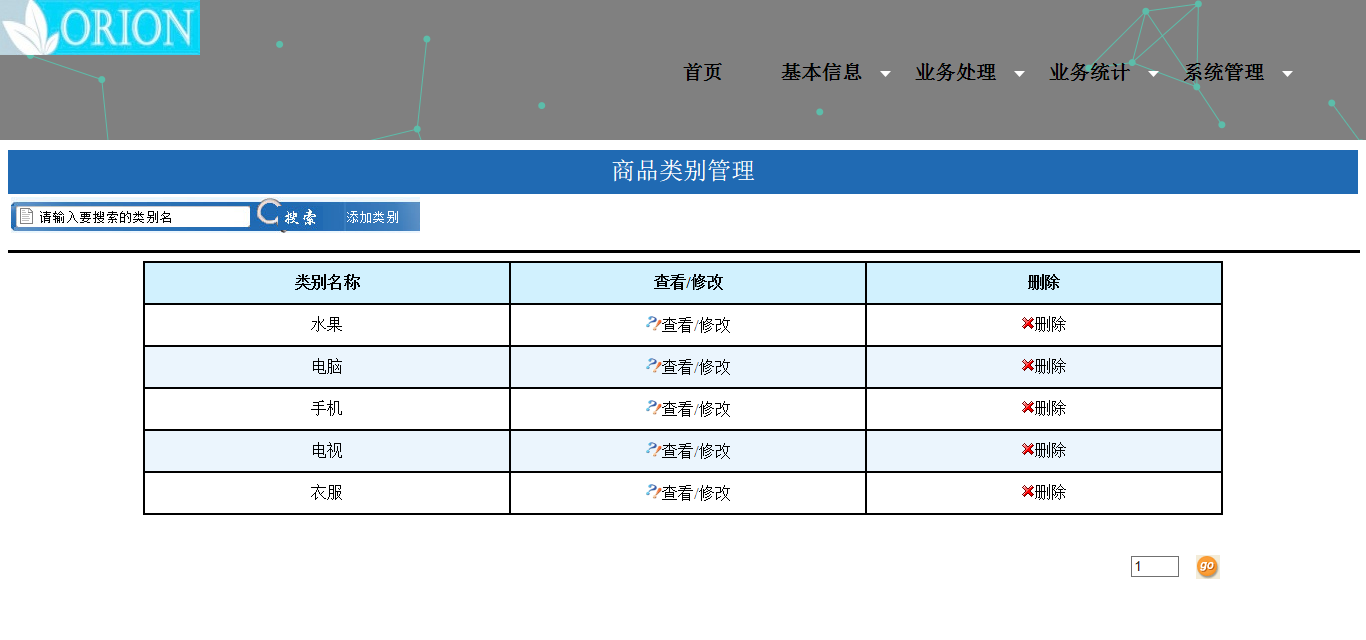 ORION
首页 基本信息 业务处理 业务统计 系统管理
商品类别管理
请输入要搜索的类别名 搜索 添加类别
类别名称 查看/修改 删除
水果 查看/修改 删除
电脑 查看/修改 删除
手机 查看/修改 删除
电视 查看/修改 删除
衣服 查看/修改 删除
1 go